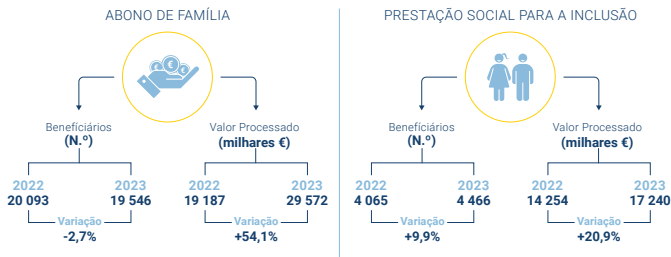 ABONO DE FAMÍLIA
Benefíciários
(N.º)
Valor Processado
(milhares €)
2022
2023
20 093
19 546
Variação
-2,7%
2022
2023
19 187
29 572
Variação
+54,1%
PRESTAÇÃO SOCIAL PARA A INCLUSÃO
Benefíciários
(N.º)
Valor Processado
(milhares €)
2022
2023
4 065
4 466
Variação
+9,9%
2022
2023
14 254
17 240
Variação
+20,9%